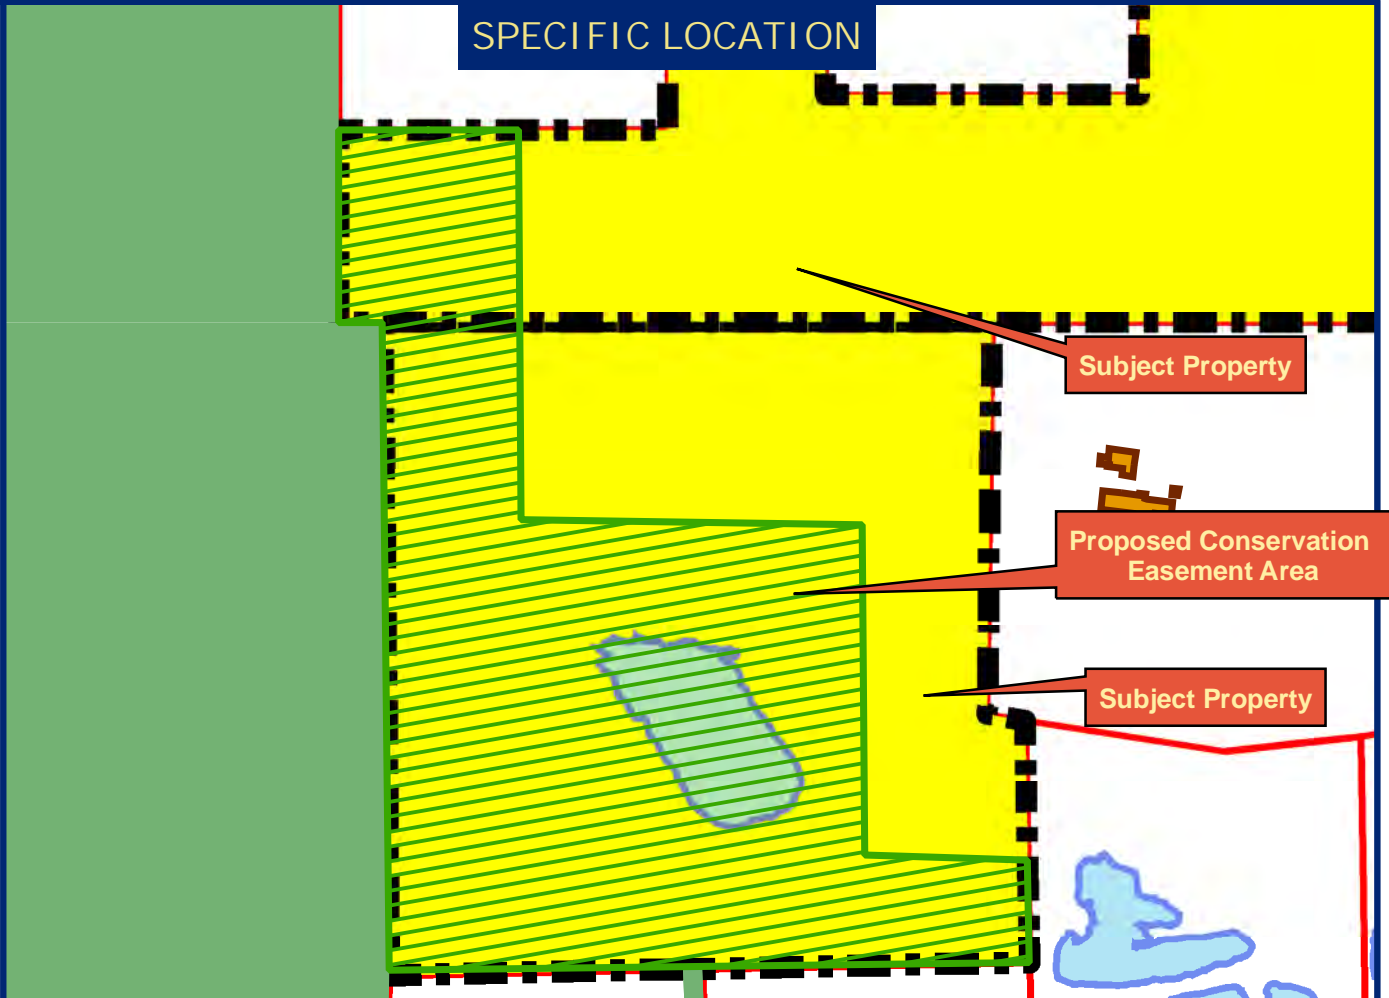 SPECIFIC LOCATION
Subject Property
Proposed Conservation
Easement Area
Subject Property